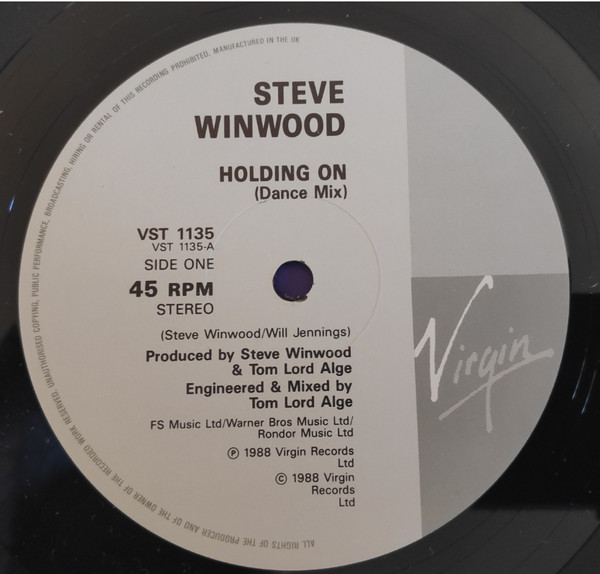 STEVE
WINWOOD
HOLDING ON
(Dance Mix)
VST 1135
VST 1135-A
SIDE ONE
45 RPM
STEREO
(Steve Winwood/Will Jennings)
Produced by Steve Winwood
& Tom Lord Alge
Engineered & Mixed by
Tom Lord Alge
FS Music Ltd/Warner Bros Music Ltd/
Rondor Music Ltd
℗ 1988 Virgin Records
Ltd
© 1988 Virgin
Records
Ltd
Virgin
ALL RIGHTS OF THE PRODUCER AND OF THE OWNER OF THE RECORDED WORK RESERVED. UNAUTHORISED COPYING, PUBLIC PERFORMANCE, BROADCASTING, HIRING OR RENTAL OF THIS RECORDING PROHIBITED. MANUFACTURED IN THE UK